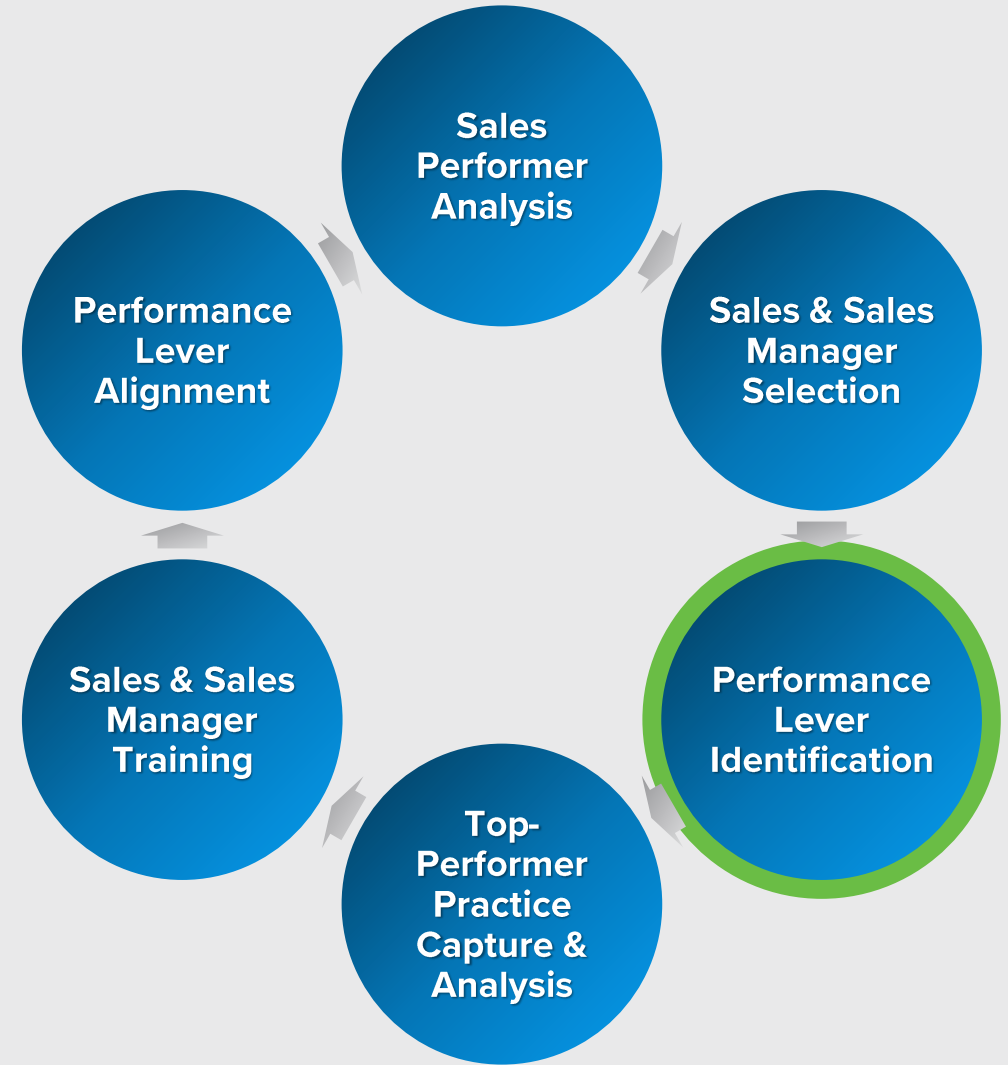 Sales
Performer
Analysis
Sales & Sales
Manager
Selection
Performance
Lever
Identification
Top-
Performer
Practice
Capture &
Analysis
Sales & Sales
Manager
Training
Performance
Lever
Alignment